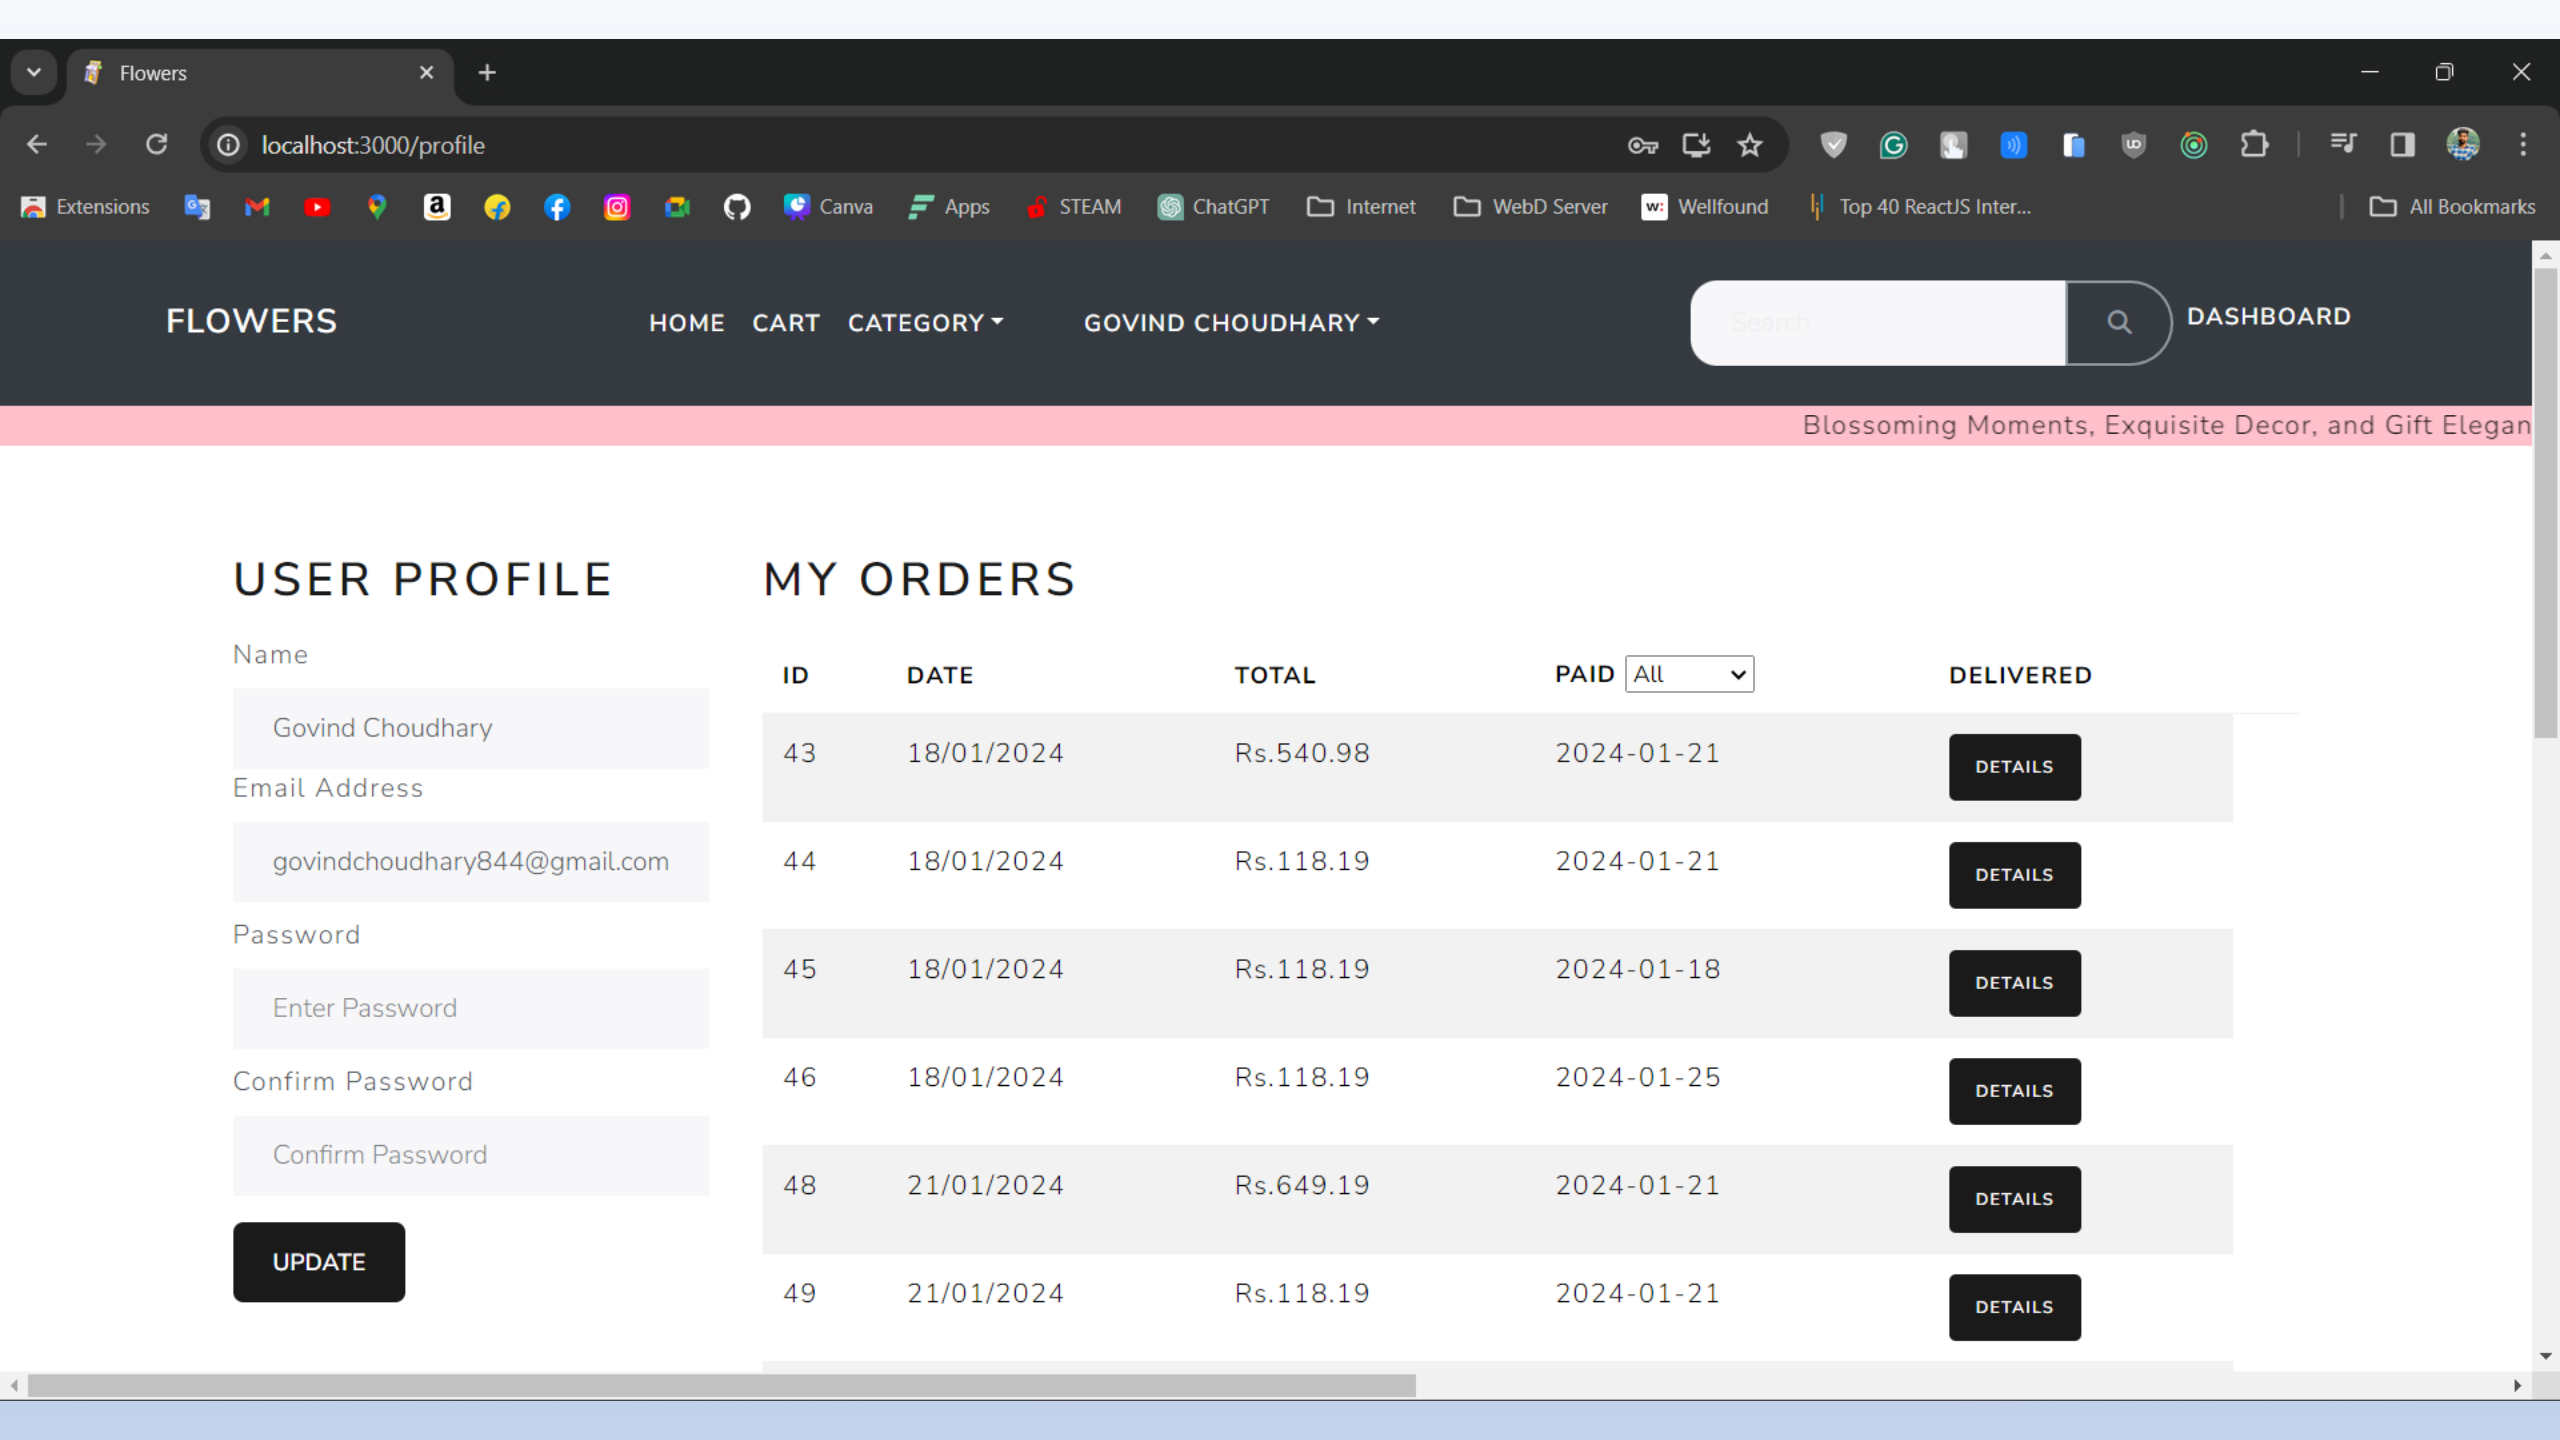 Flowers
localhost:3000/profile
Extensions Canva Apps STEAM ChatGPT Internet WebD Server Wellfound Top 40 ReactJS Inter... All Bookmarks
FLOWERS HOME CART CATEGORY GOVIND CHOUDHARY Search DASHBOARD
Blossoming Moments, Exquisite Decor, and Gift Elegan
USER PROFILE
Name
Govind Choudhary
Email Address
govindchoudhary844@gmail.com
Password
Enter Password
Confirm Password
Confirm Password
UPDATE
MY ORDERS
ID DATE TOTAL PAID All DELIVERED
43 18/01/2024 Rs.540.98 2024-01-21 DETAILS
44 18/01/2024 Rs.118.19 2024-01-21 DETAILS
45 18/01/2024 Rs.118.19 2024-01-18 DETAILS
46 18/01/2024 Rs.118.19 2024-01-25 DETAILS
48 21/01/2024 Rs.649.19 2024-01-21 DETAILS
49 21/01/2024 Rs.118.19 2024-01-21 DETAILS